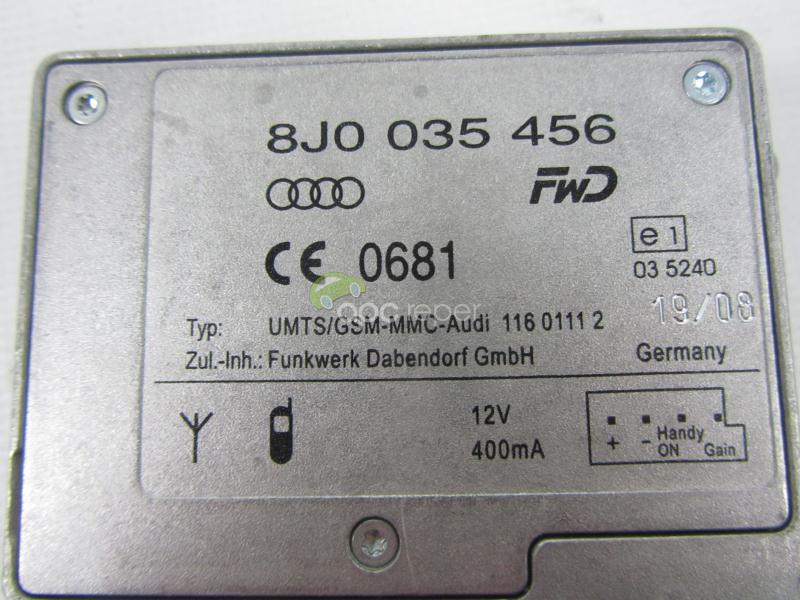 8J0 035 456
FWD
CE 0681
e 1
03 5240
19/08
Typ: UMTS/GSM-MMC-Audi 116 0111 2
Zul.-Inh.: Funkwerk Dabendorf GmbH
Germany
12V
400mA
+ − Handy ON Gain